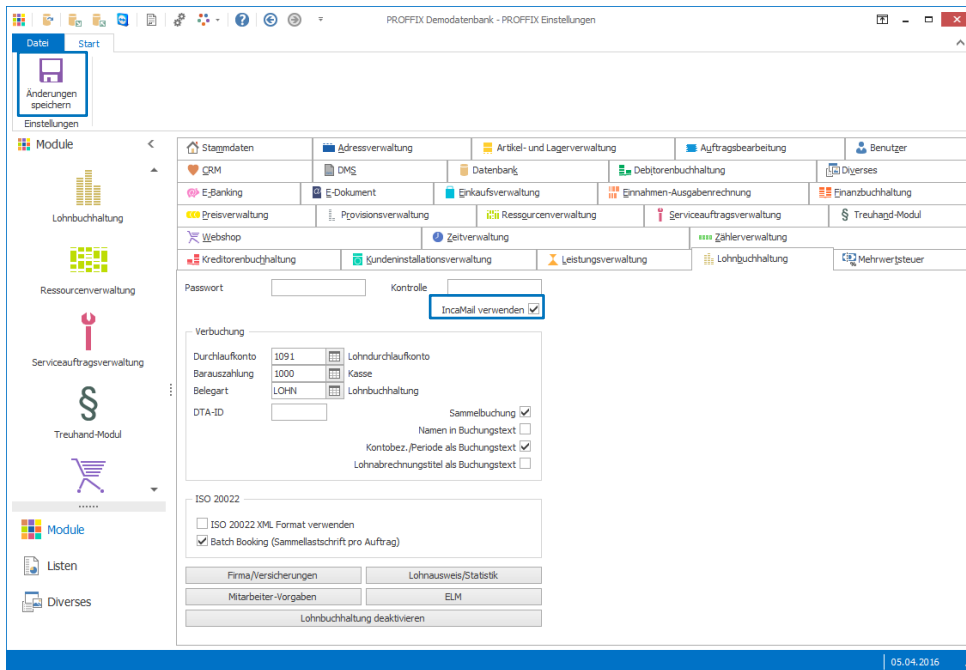 PROFFIX Demodatenbank - PROFFIX Einstellungen
Datei Start
Änderungen
speichern
Einstellungen
Module
Lohnbuchhaltung
Ressourcenverwaltung
Serviceauftragsverwaltung
Treuhand-Modul
Module
Listen
Diverses
Stammdaten Adressverwaltung Artikel- und Lagerverwaltung Auftragsbearbeitung Benutzer
CRM DMS Datenbank Debitorenbuchhaltung Diverses
E-Banking E-Dokument Einkaufsverwaltung Einnahmen-Ausgabenrechnung Finanzbuchhaltung
Preisverwaltung Provisionsverwaltung Ressourcenverwaltung Serviceauftragsverwaltung Treuhand-Modul
Webshop Zeitverwaltung Zählerverwaltung
Kreditorenbuchhaltung Kundeninstallationsverwaltung Leistungsverwaltung Lohnbuchhaltung Mehrwertsteuer
Passwort Kontrolle
IncaMail verwenden
Verbuchung
Durchlaufkonto 1091 Lohndurchlaufkonto
Barauszahlung 1000 Kasse
Belegart LOHN Lohnbuchhaltung
DTA-ID Sammelbuchung
Namen in Buchungstext
Kontobez./Periode als Buchungstext
Lohnabrechnungstitel als Buchungstext
ISO 20022
ISO 20022 XML Format verwenden
Batch Booking (Sammellastschrift pro Auftrag)
Firma/Versicherungen Lohnausweis/Statistik
Mitarbeiter-Vorgaben ELM
Lohnbuchhaltung deaktivieren
05.04.2016